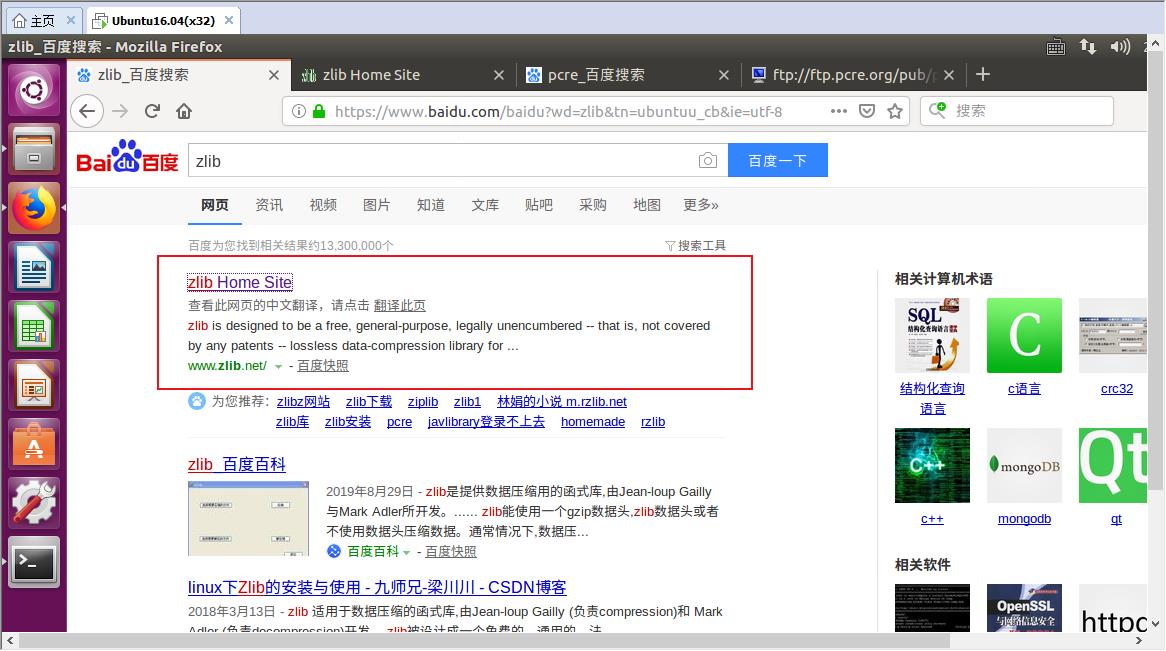 主页
Ubuntu16.04(x32)
zlib_百度搜索 - Mozilla Firefox
zlib_百度搜索
zlib Home Site
pcre_百度搜索
ftp://ftp.pcre.org/pub/
https://www.baidu.com/baidu?wd=zlib&tn=ubuntuu_cb&ie=utf-8
搜索
Bai du 百度
zlib
百度一下
网页 资讯 视频 图片 知道 文库 贴吧 采购 地图 更多»
百度为您找到相关结果约13,300,000个
搜索工具
zlib Home Site
查看此网页的中文翻译，请点击 翻译此页
zlib is designed to be a free, general-purpose, legally unencumbered -- that is, not covered
by any patents -- lossless data-compression library for ...
www.zlib.net/ - 百度快照
为您推荐： zlibz网站 zlib下载 ziplib zlib1 林娟的小说 m.rzlib.net
zlib库 zlib安装 pcre javlibrary登录不上去 homemade rzlib
zlib_百度百科
2019年8月29日 - zlib是提供数据压缩用的函式库,由Jean-loup Gailly
与Mark Adler所开发。...... zlib能使用一个gzip数据头,zlib数据头或者
不使用数据头压缩数据。通常情况下,数据压...
百度百科 - 百度快照
linux下Zlib的安装与使用 - 九师兄-梁川川 - CSDN博客
2018年3月13日 - zlib 适用于数据压缩的函式库,由Jean-loup Gailly (负责compression)和 Mark
Adler (负责decompression)开发。 zlib被设计成一个免费的、通用的、法
相关计算机术语
SQL
结构化查询语言
C
结构化查询
语言
c语言
crc32
C++
mongoDB
Qt
c++
mongodb
qt
相关软件
OpenSSL
与网络信息安全
httpd